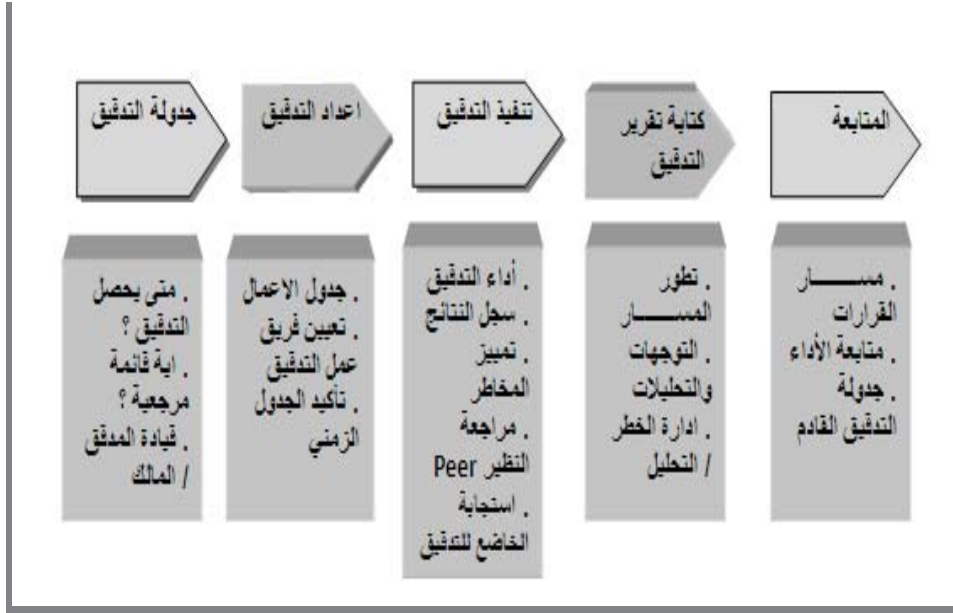 جدولة التدقيق
اعداد التدقيق
تنفيذ التدقيق
كتابة تقرير
التدقيق
المتابعة
. متى يحصل
التدقيق ؟
. اية قائمة
مرجعية ؟
. قيادة المدقق
/ المالك
. جدول الاعمال
. تعيين فريق
عمل التدقيق
. تأكيد الجدول
الزمني
. أداء التدقيق
. سجل النتائج
. تمييز
المخاطر
. مراجعة
النظير Peer
. استجابة
الخاضع للتدقيق
. تطور
المســـــار
. التوجهات
والتحليلات
. ادارة الخطر
/ التحليل
. مســـــار
القرارات
. متابعة الأداء
. جدولة
التدقيق القادم